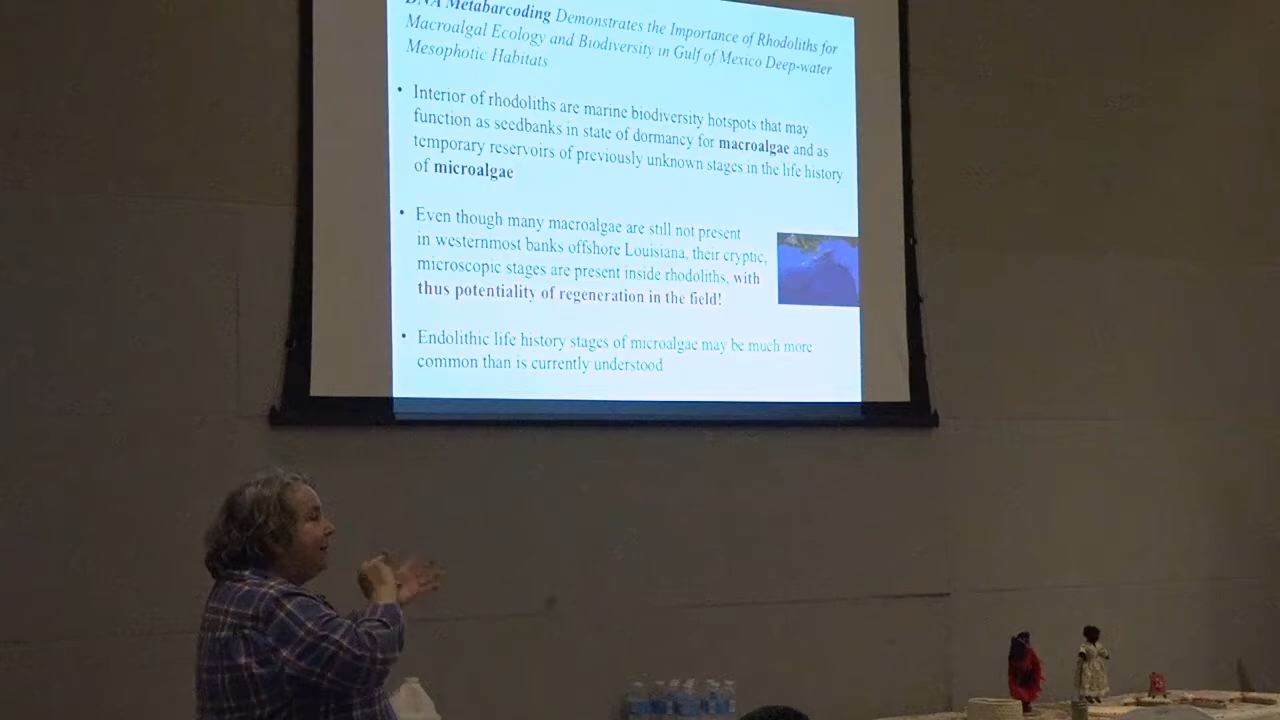 DNA Metabarcoding Demonstrates the Importance of Rhodoliths for
Macroalgal Ecology and Biodiversity in Gulf of Mexico Deep-water
Mesophotic Habitats
• Interior of rhodoliths are marine biodiversity hotspots that may
function as seedbanks in state of dormancy for macroalgae and as
temporary reservoirs of previously unknown stages in the life history
of microalgae
• Even though many macroalgae are still not present
in westernmost banks offshore Louisiana, their cryptic,
microscopic stages are present inside rhodoliths, with
thus potentiality of regeneration in the field!
• Endolithic life history stages of microalgae may be much more
common than is currently understood